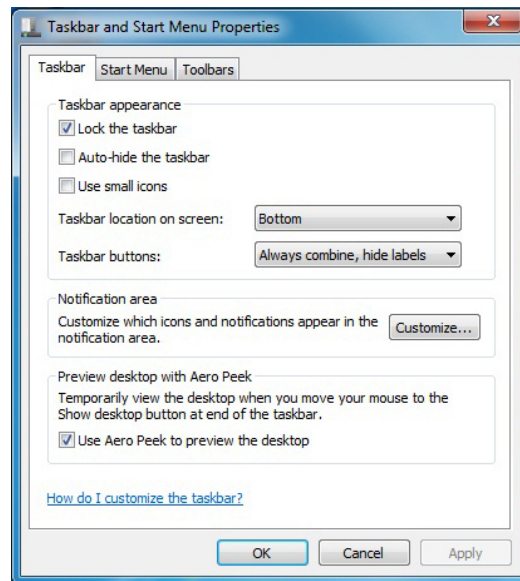 Taskbar and Start Menu Properties
Taskbar Start Menu Toolbars
Taskbar appearance
Lock the taskbar
Auto-hide the taskbar
Use small icons
Taskbar location on screen: Bottom
Taskbar buttons: Always combine, hide labels
Notification area
Customize which icons and notifications appear in the
notification area.
Customize...
Preview desktop with Aero Peek
Temporarily view the desktop when you move your mouse to the
Show desktop button at end of the taskbar.
Use Aero Peek to preview the desktop
How do I customize the taskbar?
OK Cancel Apply